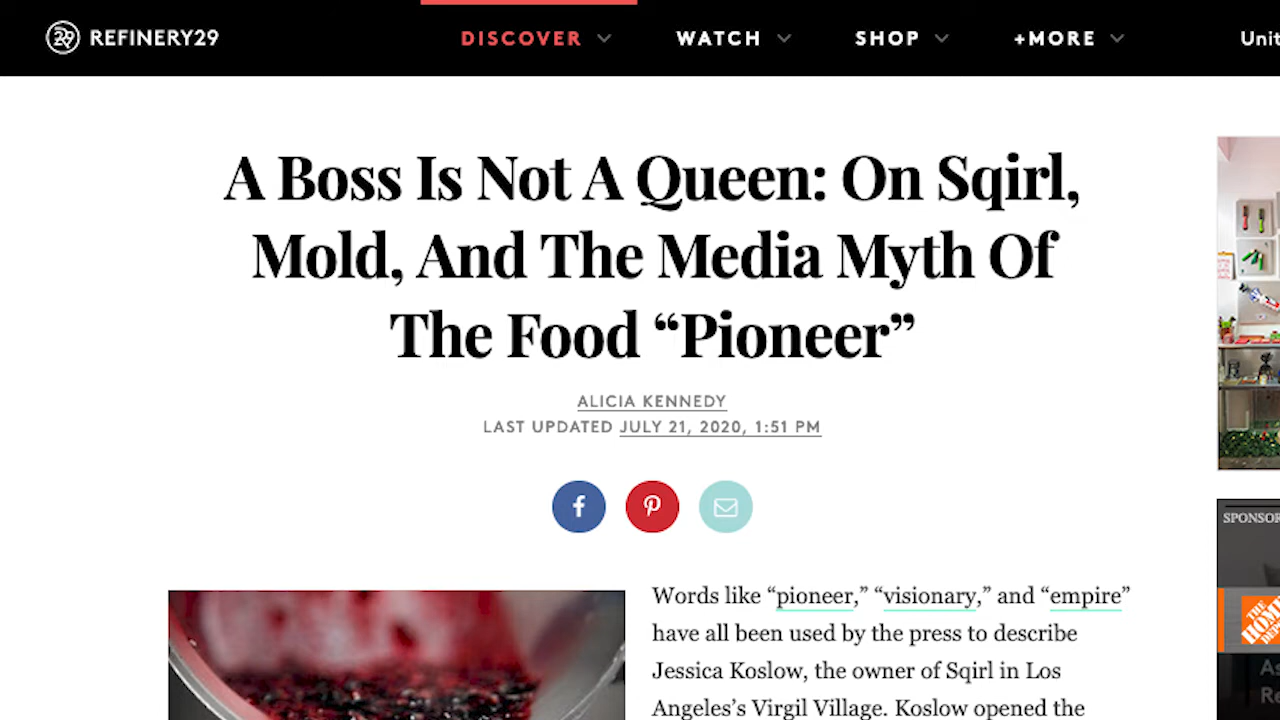 29 REFINERY29
DISCOVER
WATCH
SHOP
+MORE
A Boss Is Not A Queen: On Sqirl,
Mold, And The Media Myth Of
The Food “Pioneer”
ALICIA KENNEDY
LAST UPDATED JULY 21, 2020, 1:51 PM
Words like “pioneer,” “visionary,” and “empire”
have all been used by the press to describe
Jessica Koslow, the owner of Sqirl in Los
Angeles’s Virgil Village. Koslow opened the
THE